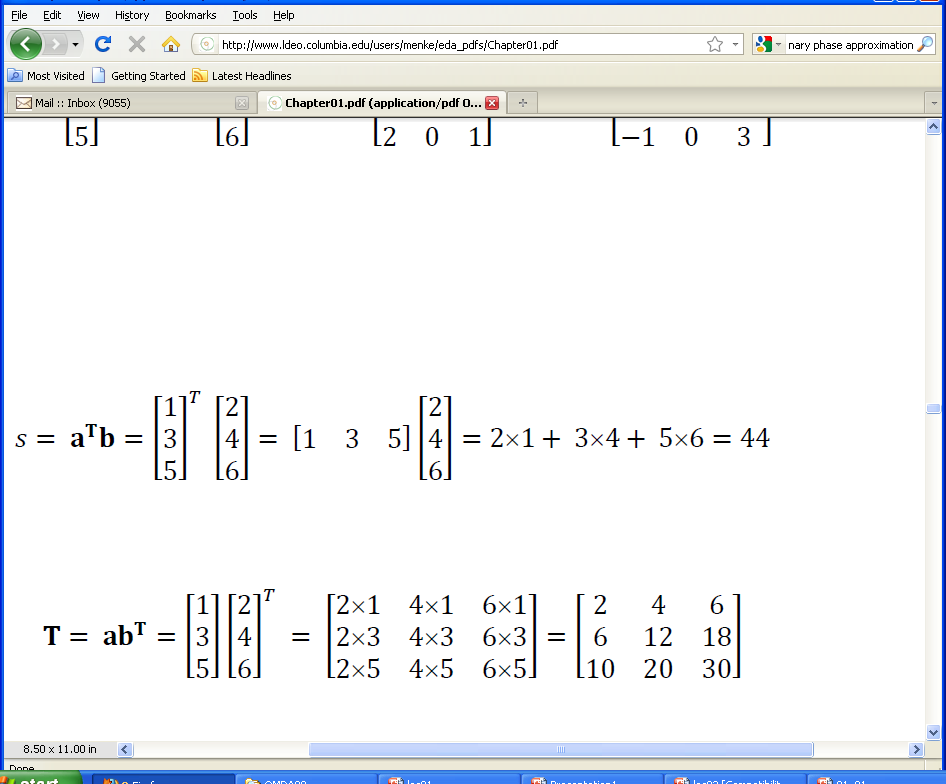 File Edit View History Bookmarks Tools Help
http://www.ldeo.columbia.edu/users/menke/eda_pdfs/Chapter01.pdf nary phase approximation
Most Visited Getting Started Latest Headlines
Mail :: Inbox (9055) Chapter01.pdf (application/pdf O...
[5] [6] [2 0 1] [−1 0 3]
s = aᵀb = [1 3 5]ᵀ [2 4 6] = [1 3 5] [2 4 6] = 2×1 + 3×4 + 5×6 = 44
T = abᵀ = [1 3 5] [2 4 6]ᵀ = [2×1 4×1 6×1
2×3 4×3 6×3
2×5 4×5 6×5] = [2 4 6
6 12 18
10 20 30]
8.50 x 11.00 in
Done
start